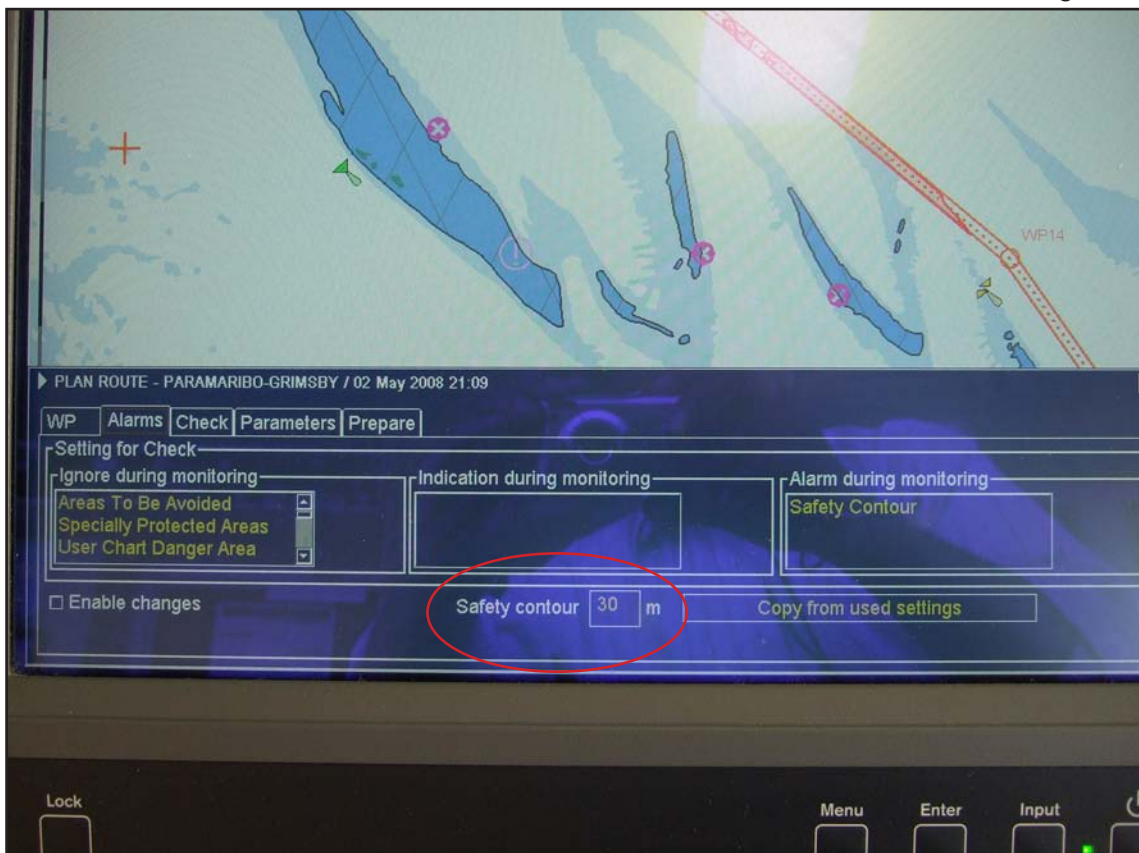 WP14
PLAN ROUTE - PARAMARIBO-GRIMSBY / 02 May 2008 21:09
WP Alarms Check Parameters Prepare
Setting for Check
Ignore during monitoring
Areas To Be Avoided
Specially Protected Areas
User Chart Danger Area
Indication during monitoring
Alarm during monitoring
Safety Contour
Enable changes
Safety contour 30 m
Copy from used settings
Lock Menu Enter Input